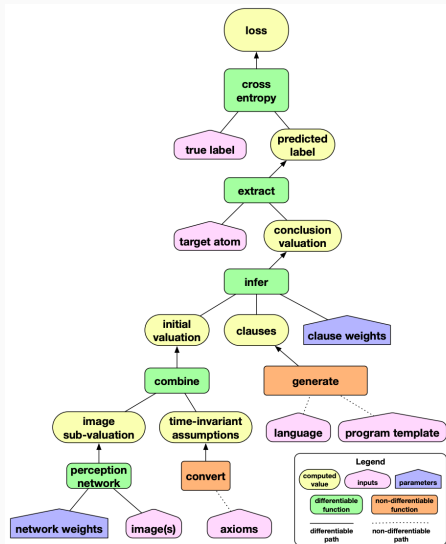 loss
cross
entropy
true label
predicted
label
extract
target atom
conclusion
valuation
infer
initial
valuation
clauses
clause weights
combine
generate
image
sub-valuation
time-invariant
assumptions
language
program template
perception
network
convert
network weights
image(s)
axioms
Legend
computed
value
inputs
parameters
differentiable
function
non-differentiable
function
differentiable
path
non-differentiable
path